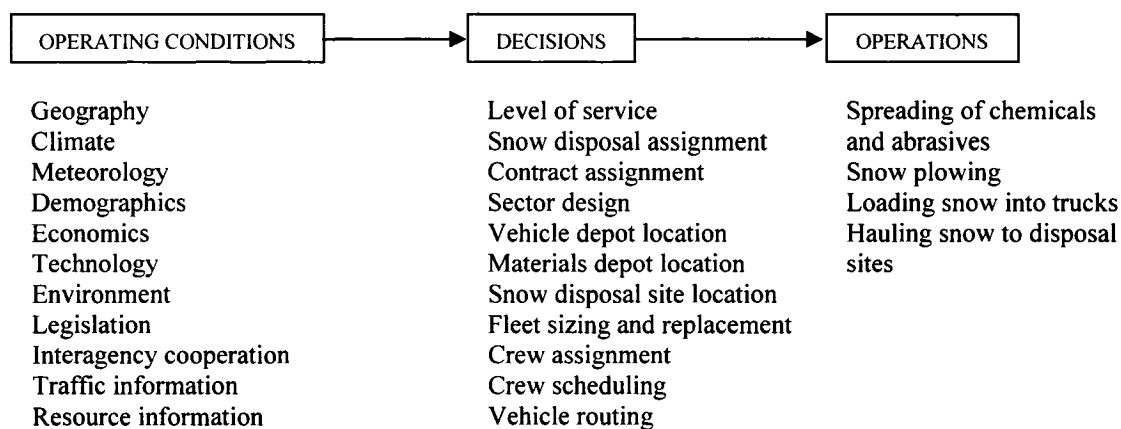 OPERATING CONDITIONS
DECISIONS
OPERATIONS
Geography
Climate
Meteorology
Demographics
Economics
Technology
Environment
Legislation
Interagency cooperation
Traffic information
Resource information
Level of service
Snow disposal assignment
Contract assignment
Sector design
Vehicle depot location
Materials depot location
Snow disposal site location
Fleet sizing and replacement
Crew assignment
Crew scheduling
Vehicle routing
Spreading of chemicals
and abrasives
Snow plowing
Loading snow into trucks
Hauling snow to disposal
sites